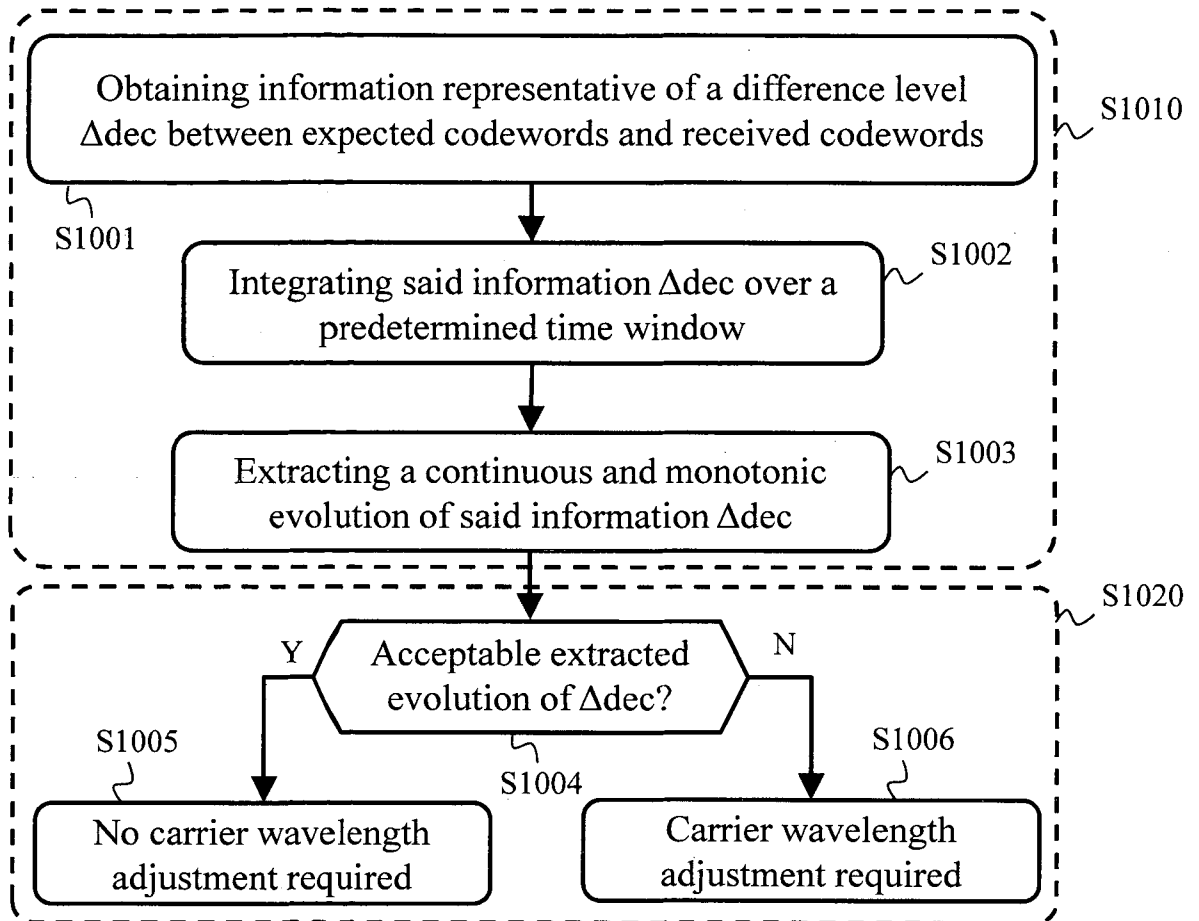 Obtaining information representative of a difference level
Δdec between expected codewords and received codewords
S1010
S1001
Integrating said information Δdec over a
predetermined time window
S1002
Extracting a continuous and monotonic
evolution of said information Δdec
S1003
S1020
Y
Acceptable extracted
evolution of Δdec?
N
S1004
S1005
No carrier wavelength
adjustment required
S1006
Carrier wavelength
adjustment required